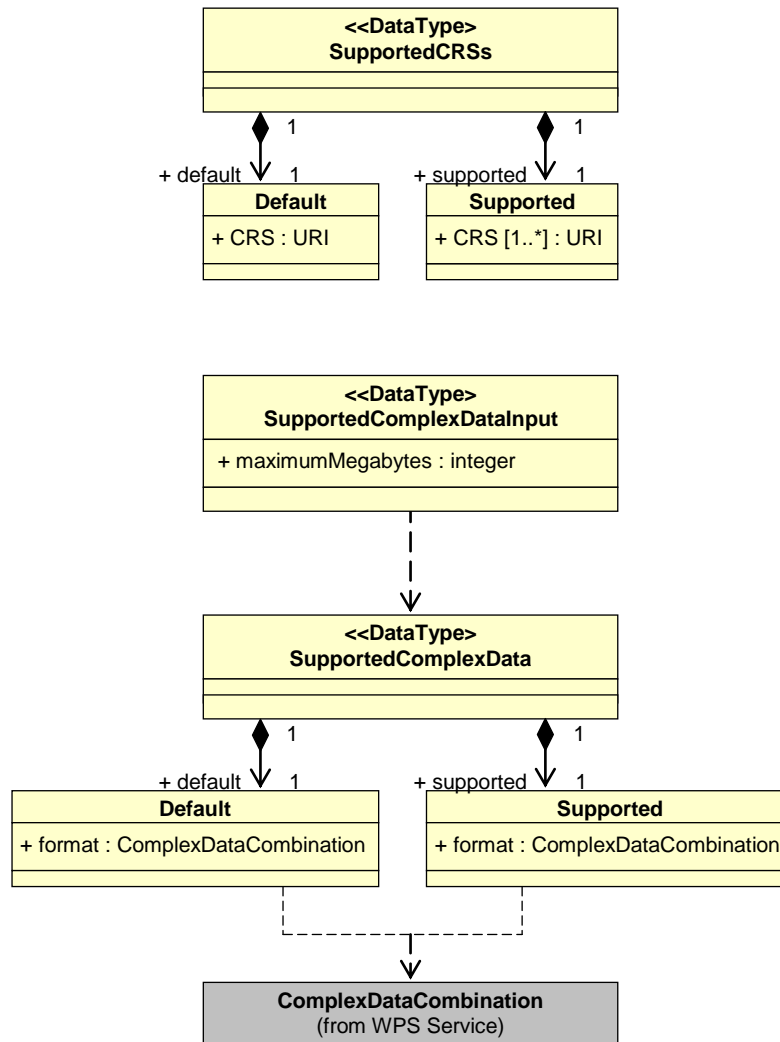 <<DataType>
SupportedCRSs
1
1
+ default
1
+ supported
1
Default
+ CRS : URI
Supported
+ CRS [1..*] : URI
<<DataType>
SupportedComplexDataInput
+ maximumMegabytes : integer
<<DataType>
SupportedComplexData
1
1
+ default
1
+ supported
1
Default
+ format : ComplexDataCombination
Supported
+ format : ComplexDataCombination
ComplexDataCombination
(from WPS Service)